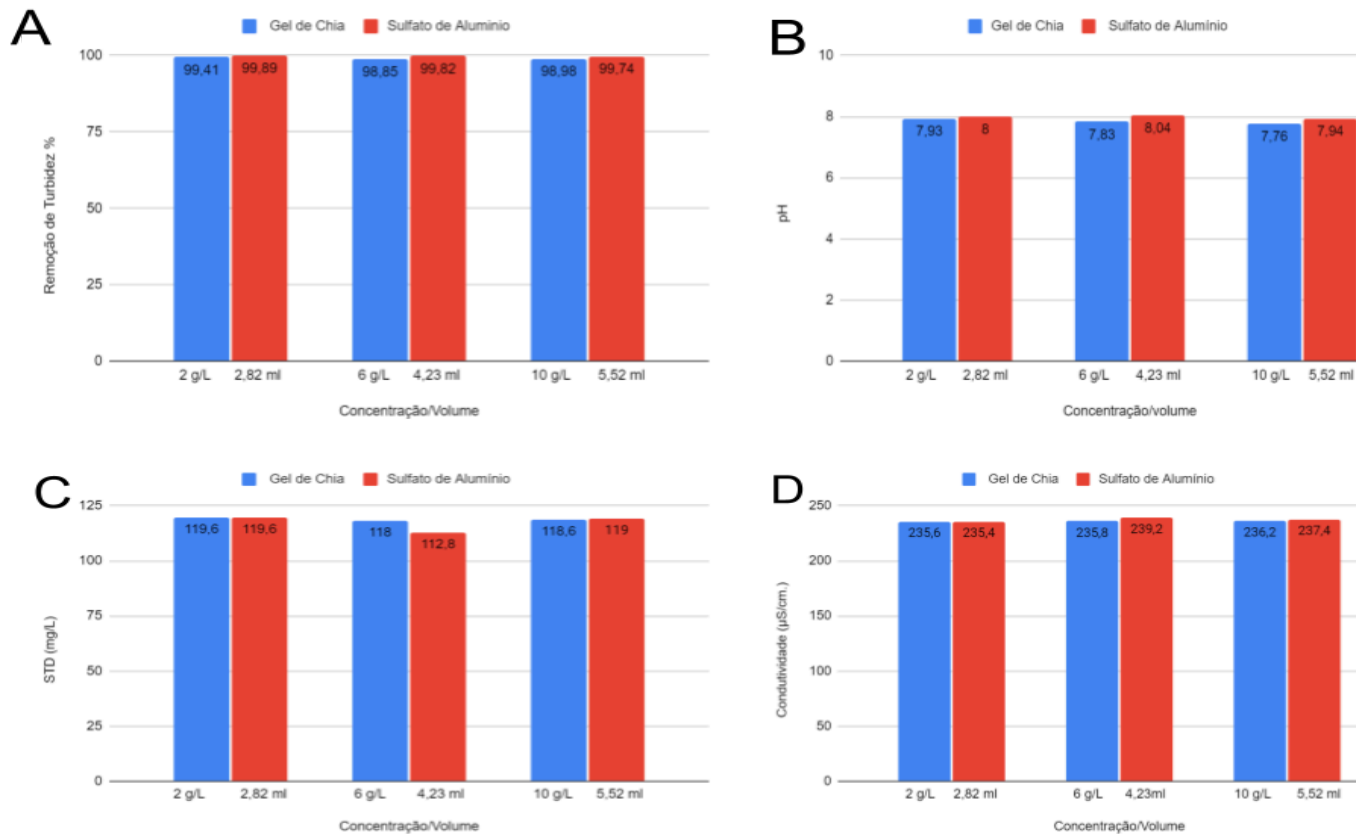 A
Gel de Chia Sulfato de Alumínio
Remoção de Turbidez %
100
75
50
25
0
99,41 99,89 98,85 99,82 98,98 99,74
2 g/L 2,82 ml 6 g/L 4,23 ml 10 g/L 5,52 ml
Concentração/Volume
B
Gel de Chia Sulfato de Alumínio
pH
10
8
6
4
2
0
7,93 8 7,83 8,04 7,76 7,94
2 g/L 2,82 ml 6 g/L 4,23 ml 10 g/L 5,52 ml
Concentração/volume
C
Gel de Chia Sulfato de Alumínio
STD (mg/L)
125
100
75
50
25
0
119,6 119,6 118 112,8 118,6 119
2 g/L 2,82 ml 6 g/L 4,23 ml 10 g/L 5,52 ml
Concentração/Volume
D
Gel de Chia Sulfato de Alumínio
Condutividade (µS/cm.)
250
200
150
100
50
0
235,6 235,4 235,8 239,2 236,2 237,4
2 g/L 2,82 ml 6 g/L 4,23ml 10 g/L 5,52 ml
Concentração/Volume